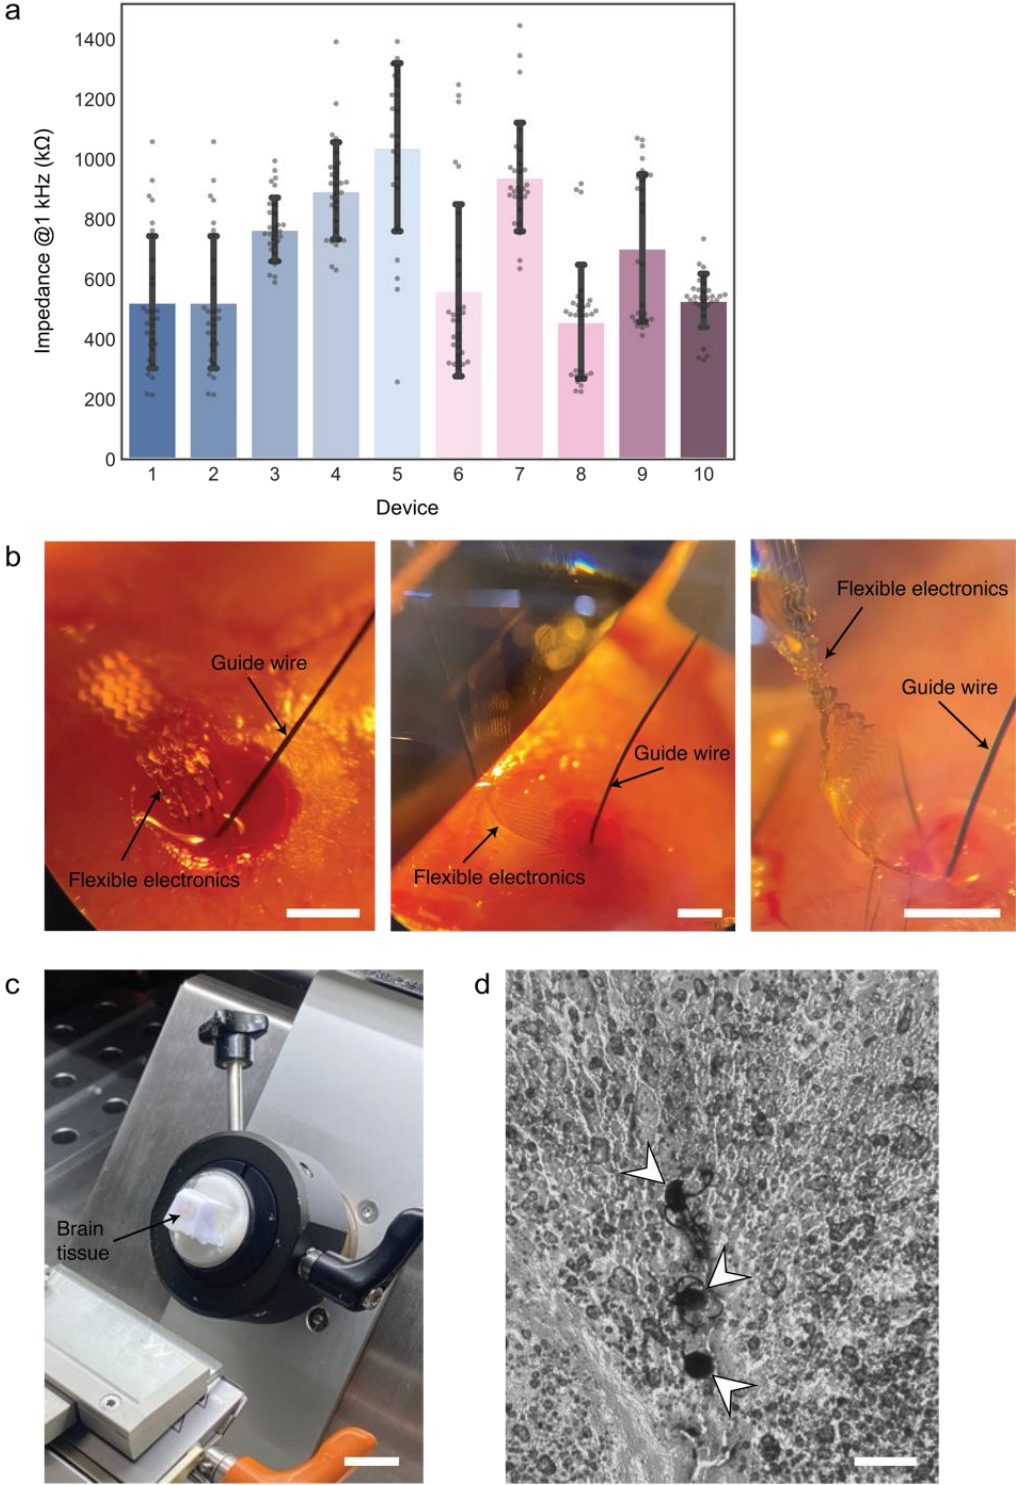 a
1400
1200
1000
800
600
400
200
0
Impedance @1 kHz (kΩ)
1 2 3 4 5 6 7 8 9 10
Device
b
Guide wire
Flexible electronics
Guide wire
Flexible electronics
Flexible electronics
Guide wire
c
Brain
tissue
d